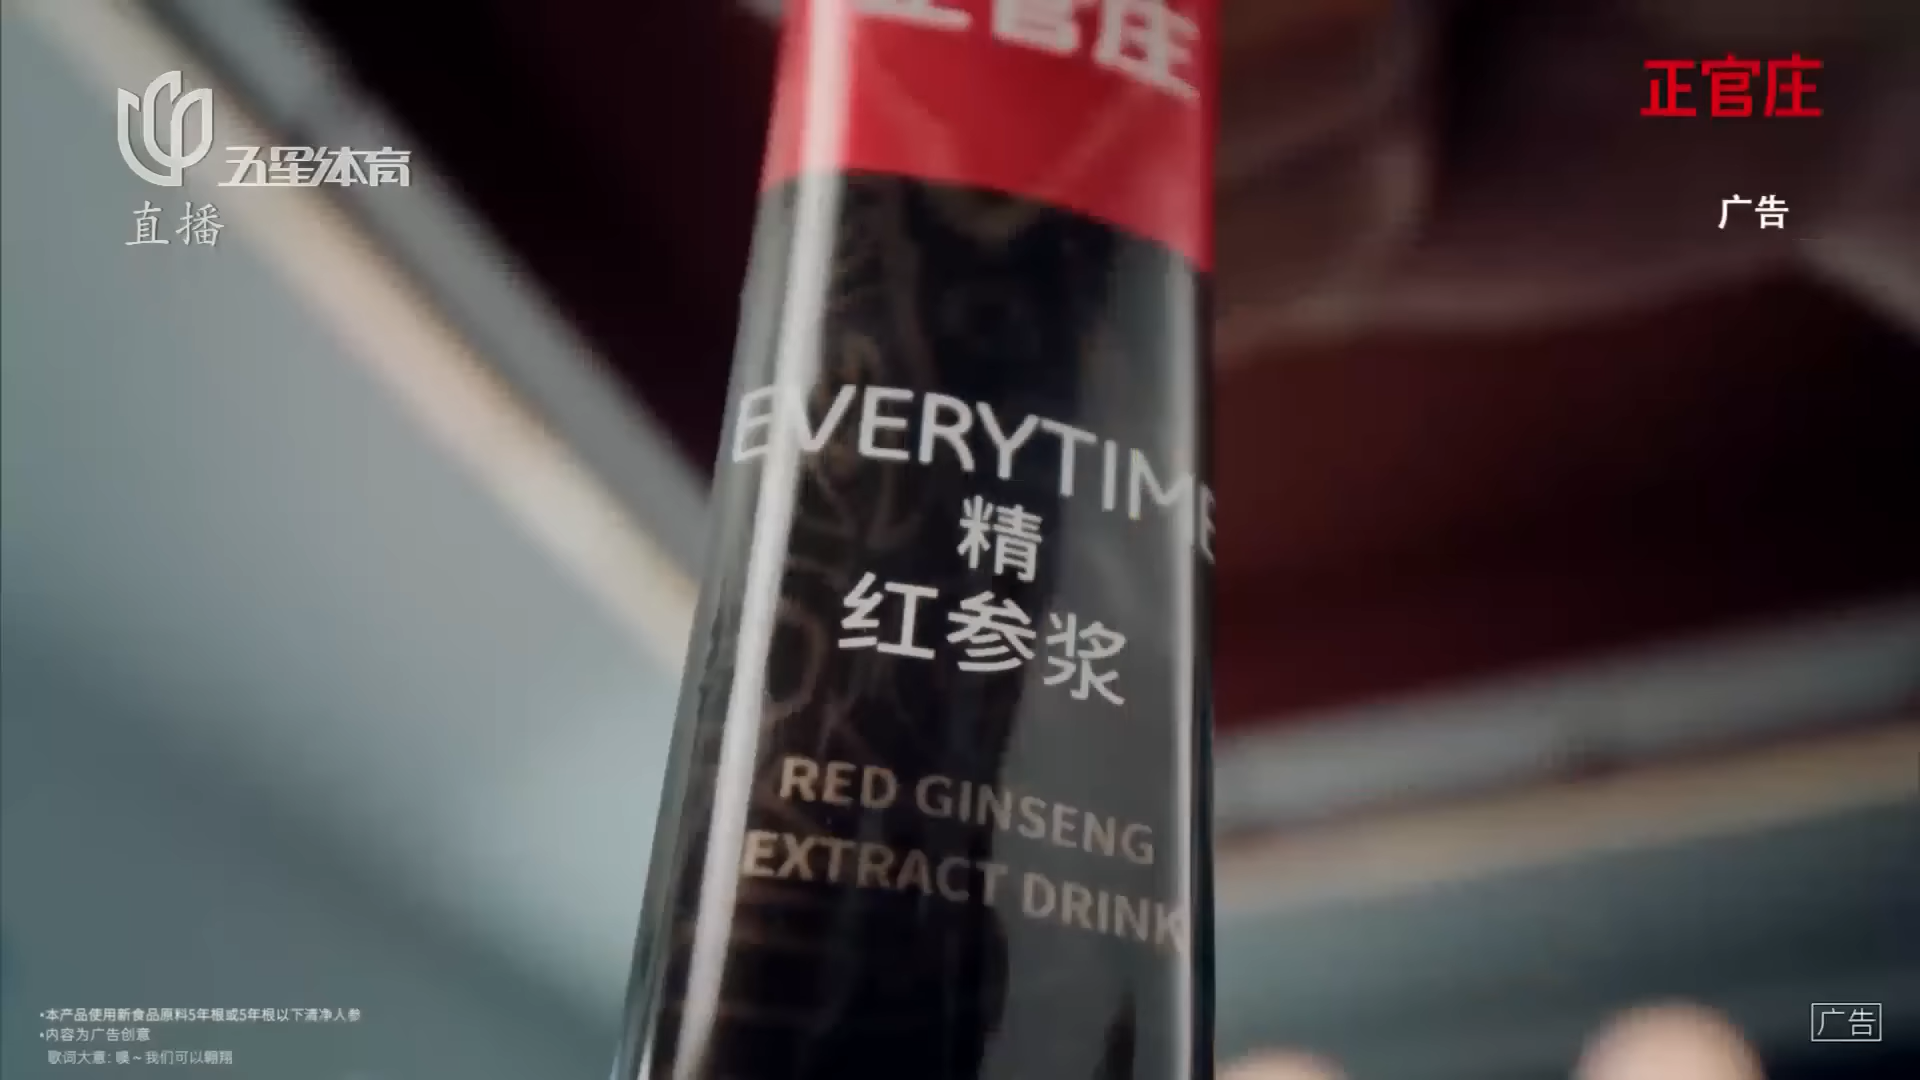 正官庄
五星体育
直播
正官庄
广告
EVERYTIME
精
红参浆
RED GINSENG
EXTRACT DRINK
•本产品使用新食品原料5年根或5年根以下清净人参
•内容为广告创意
歌词大意: 噢~我们可以翱翔
广告